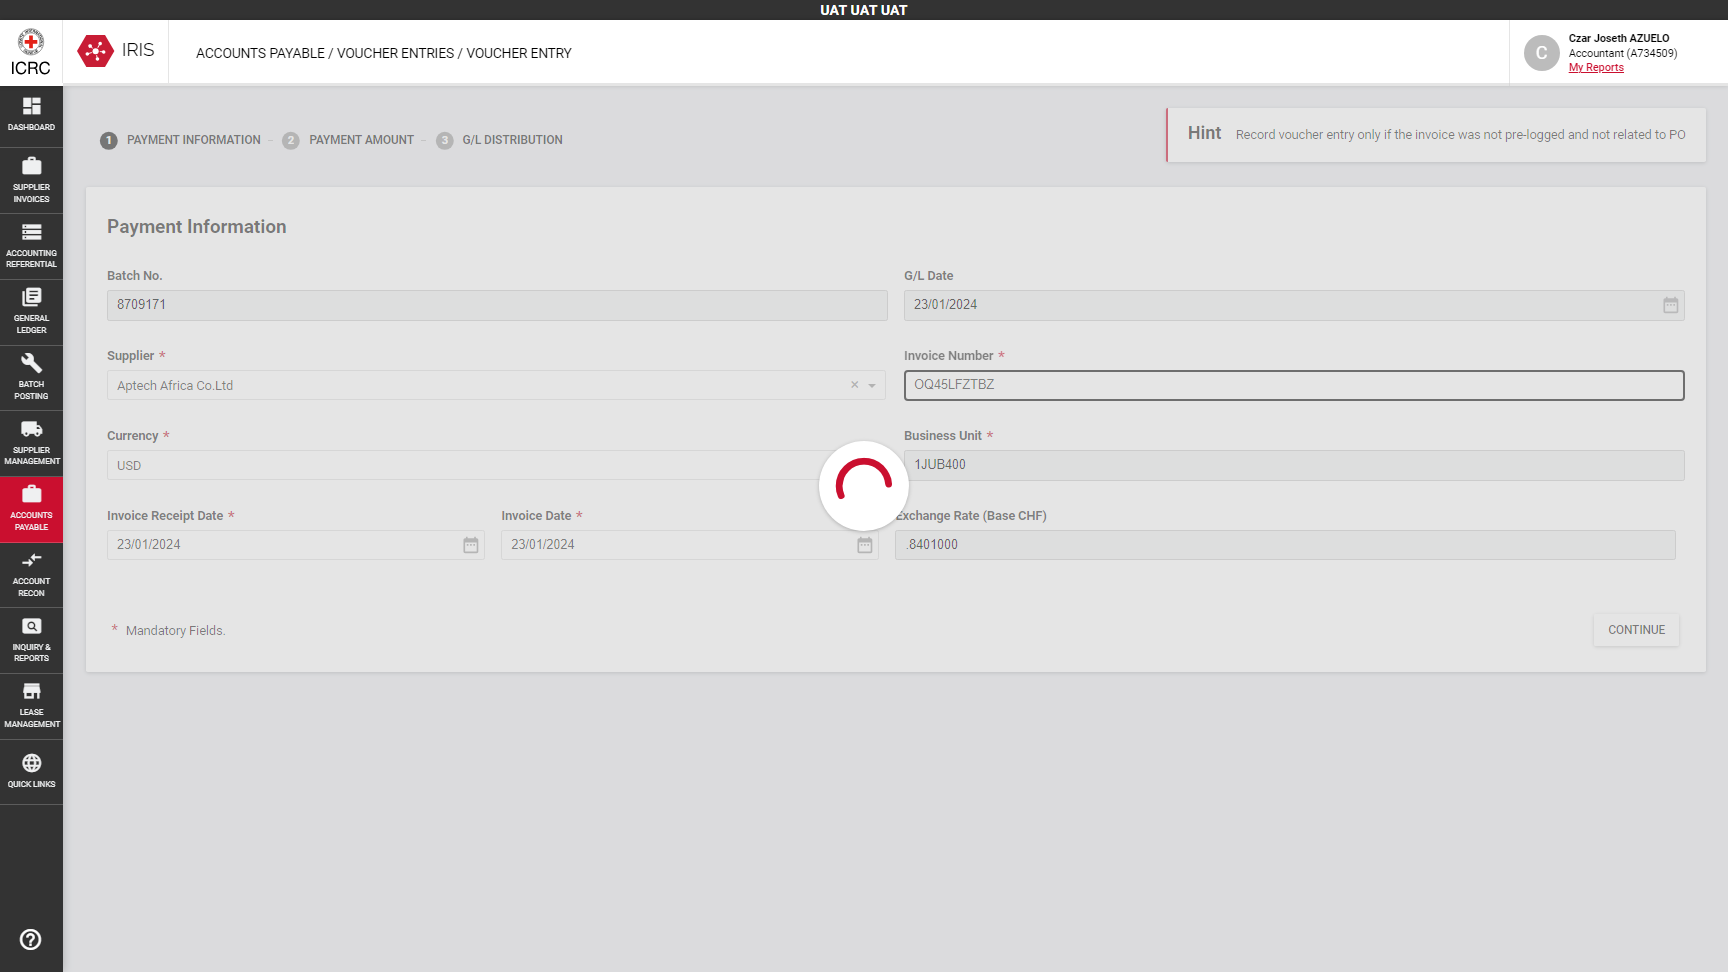 UAT UAT UAT
ICRC
IRIS
ACCOUNTS PAYABLE / VOUCHER ENTRIES / VOUCHER ENTRY
C
Czar Joseth AZUELO
Accountant (A734509)
My Reports
DASHBOARD
SUPPLIER
INVOICES
ACCOUNTING
REFERENTIAL
GENERAL
LEDGER
BATCH
POSTING
SUPPLIER
MANAGEMENT
ACCOUNTS
PAYABLE
ACCOUNT
RECON
INQUIRY &
REPORTS
LEASE
MANAGEMENT
QUICK LINKS
1 PAYMENT INFORMATION - 2 PAYMENT AMOUNT - 3 G/L DISTRIBUTION
Hint Record voucher entry only if the invoice was not pre-logged and not related to PO
Payment Information
Batch No.
8709171
G/L Date
23/01/2024
Supplier *
Aptech Africa Co.Ltd
Invoice Number *
OQ45LFZTBZ
Currency *
USD
Business Unit *
1JUB400
Invoice Receipt Date *
23/01/2024
Invoice Date *
23/01/2024
Exchange Rate (Base CHF)
.8401000
* Mandatory Fields.
CONTINUE